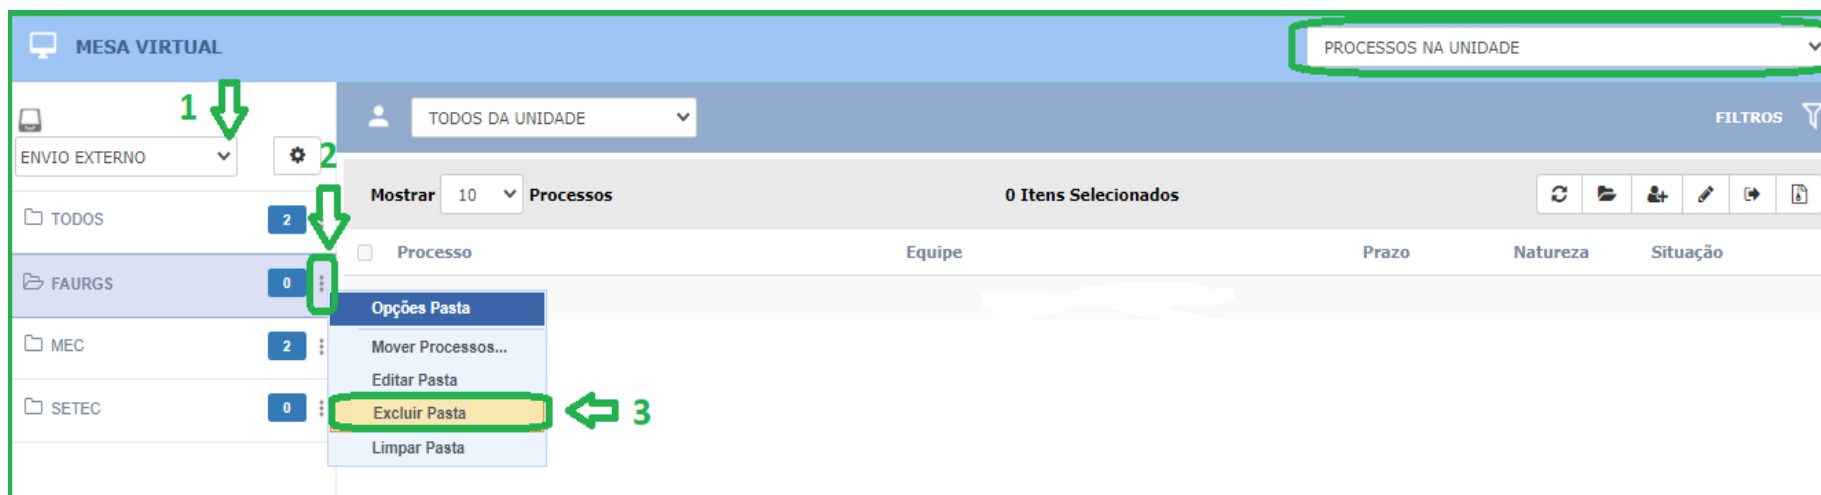 MESA VIRTUAL
PROCESSOS NA UNIDADE
1
ENVIO EXTERNO
2
TODOS DA UNIDADE
FILTROS
Mostrar 10 Processos
0 Itens Selecionados
TODOS 2
Processo Equipe Prazo Natureza Situação
FAURGS 0
Opções Pasta
Mover Processos...
Editar Pasta
Excluir Pasta
3
Limpar Pasta
MEC 2
SETEC 0